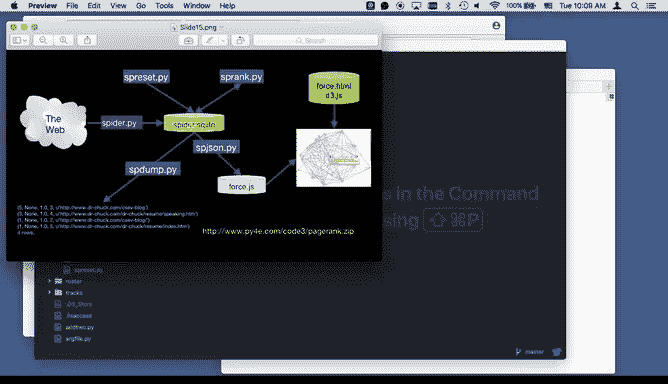 Preview File Edit View Go Tools Window Help
100% Tue 10:09 AM
Slide15.png
Search
spreset.py
sprank.py
force.html
d3.js
The
Web
spider.py
spider.sqlite
spjson.py
spdump.py
force.js
(5, None, 1.0, 3, u'http://www.dr-chuck.com/csev-blog')
(3, None, 1.0, 4, u'http://www.dr-chuck.com/dr-chuck/resume/speaking.htm')
(1, None, 1.0, 2, u'http://www.dr-chuck.com/csev-blog/')
(1, None, 1.0, 5, u'http://www.dr-chuck.com/dr-chuck/resume/index.htm')
4 rows.
http://www.py4e.com/code3/pagerank.zip
s in the Command
sing ⇧⌘P
spreset.py
roster
tracks
.DS_Store
.htaccess
addtwo.py
argfile.py
master